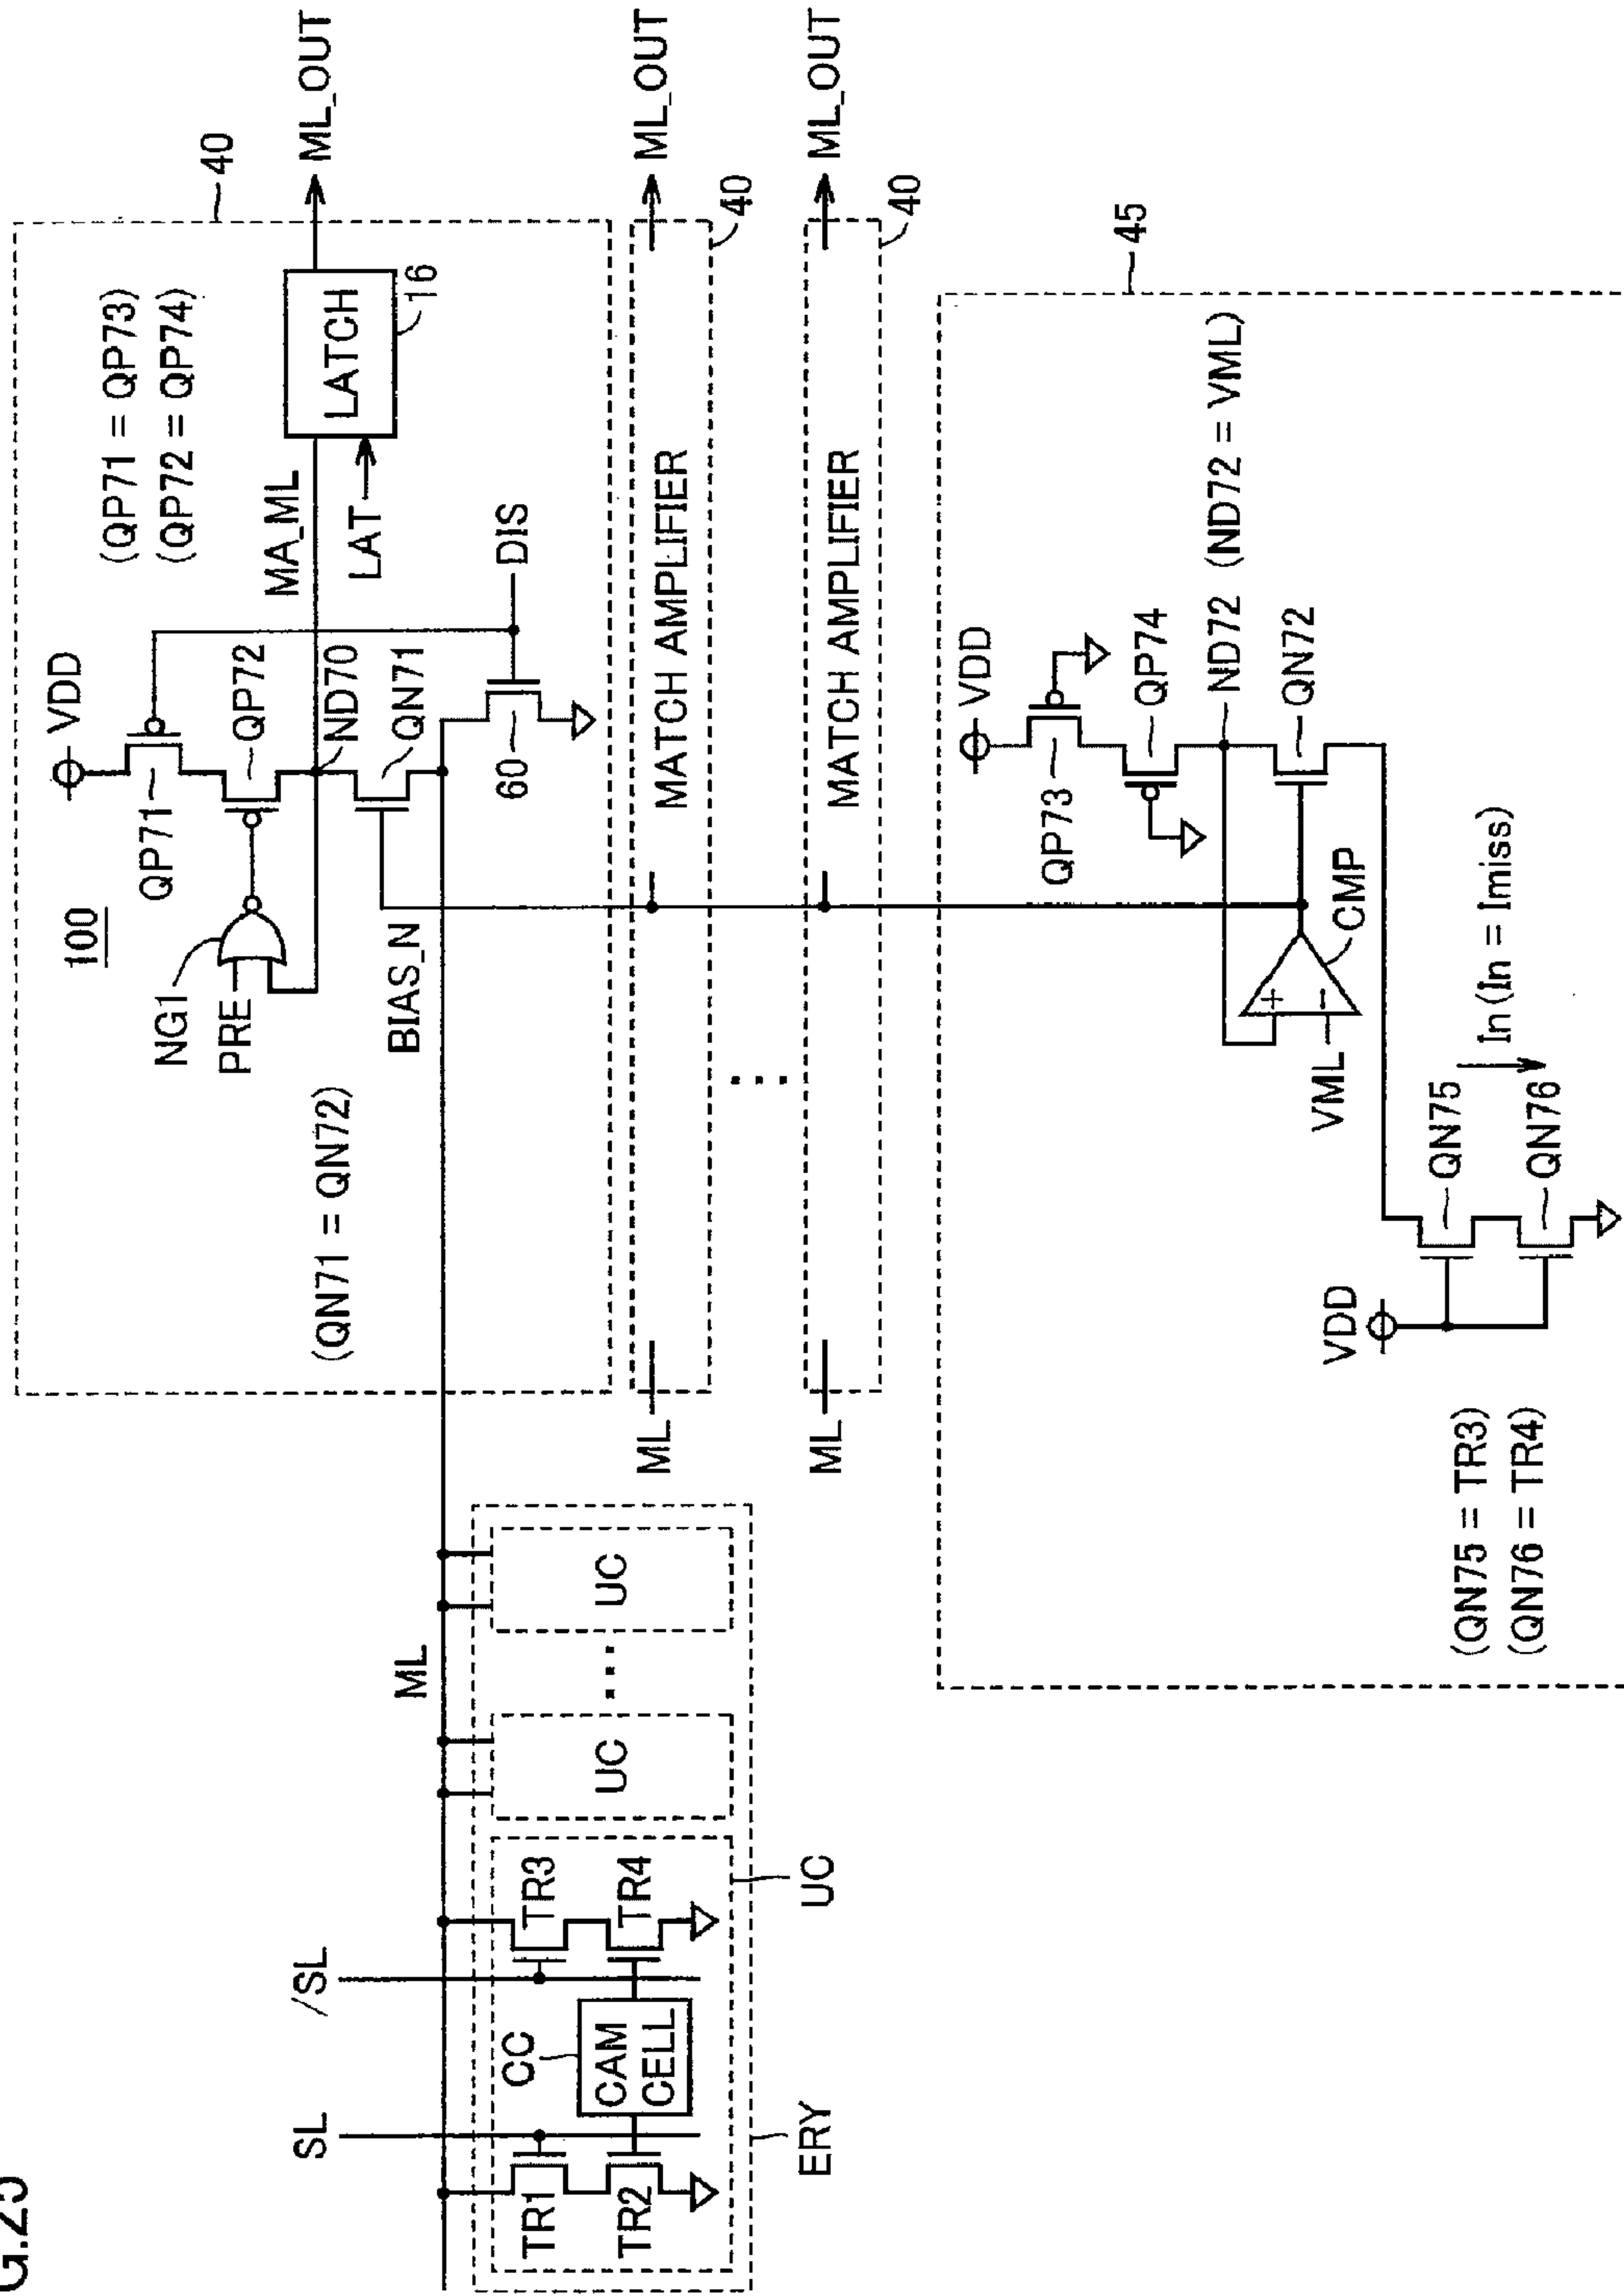 G.25
100
VDD
QP71
QP72
(QP71 = QP73)
(QP72 = QP74)
40
NG1
PRE
MA_ML
LATCH
16
ML_OUT
LAT
ND70
BIAS_N
QN71
(QN71 = QN72)
60
DIS
ML
SL
/SL
CC
TR1
TR2
CAM
CELL
TR3
TR4
UC
UC
UC
ERY
ML
MATCH AMPLIFIER
ML_OUT
40
ML
MATCH AMPLIFIER
ML_OUT
40
45
VDD
QP73
QP74
ND72 (ND72 = VML)
QN72
+
-
VML
CMP
VDD
QN75
QN76
In (In = Imiss)
(QN75 = TR3)
(QN76 = TR4)